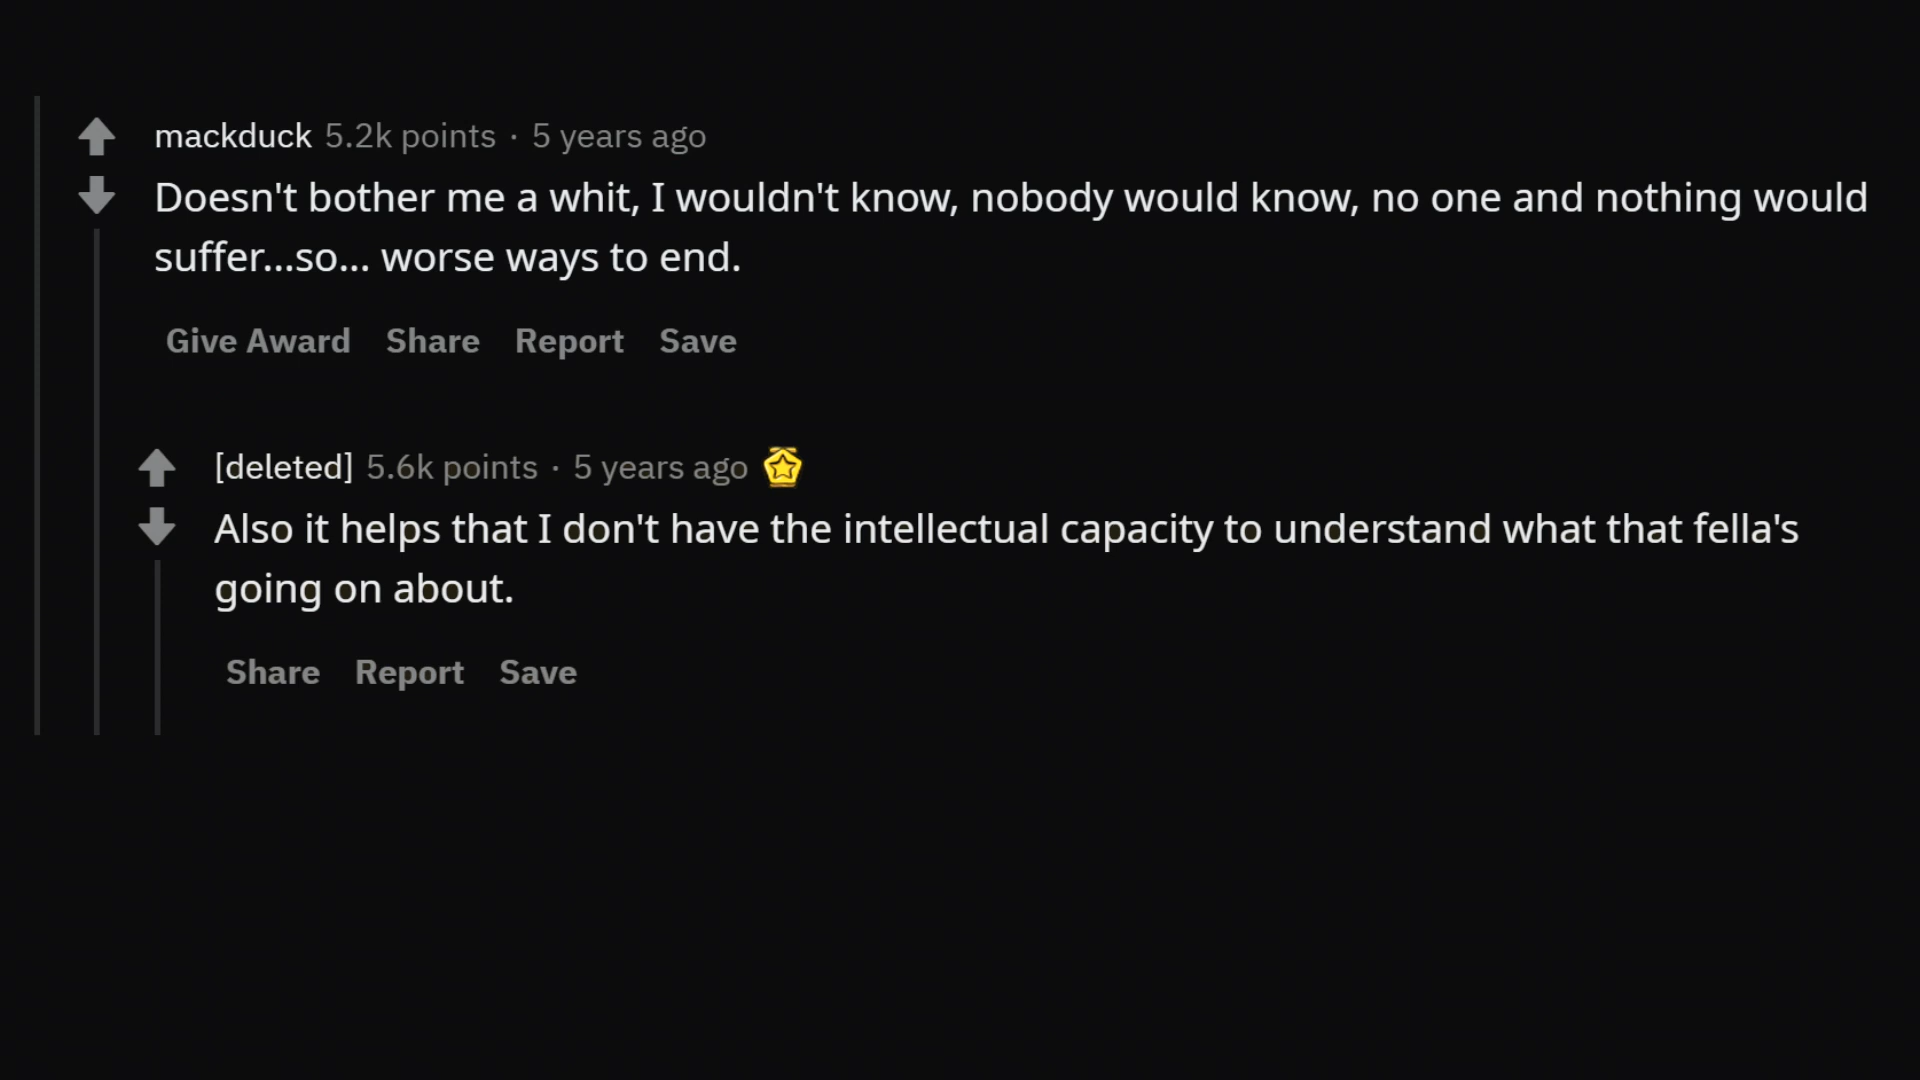 mackduck 5.2k points · 5 years ago
Doesn't bother me a whit, I wouldn't know, nobody would know, no one and nothing would
suffer...so... worse ways to end.
Give Award Share Report Save
[deleted] 5.6k points · 5 years ago
Also it helps that I don't have the intellectual capacity to understand what that fella's
going on about.
Share Report Save